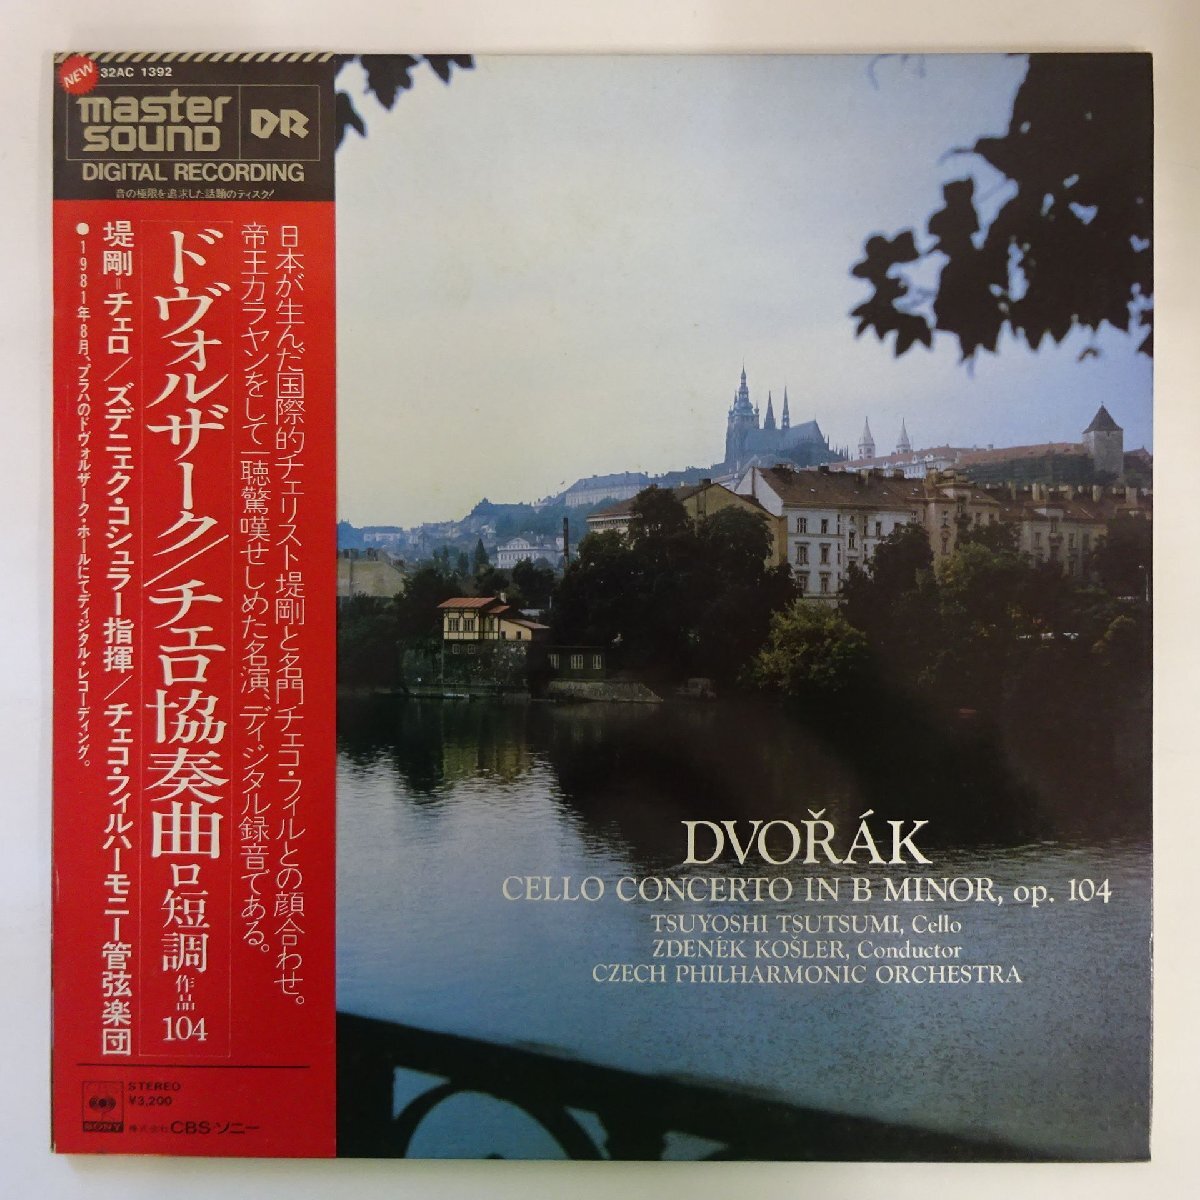 NEW
32AC 1392
master
SOUND
DR
DIGITAL RECORDING
音の極限を追求した話題のディスク!
日本が生んだ国際的チェリスト堤剛と名門チェコ・フィルとの顔合わせ。
帝王カラヤンをして一聴驚嘆せしめた名演、ディジタル録音である。
ドヴォルザーク/チェロ協奏曲 ロ短調 作品104
堤剛=チェロ/ズデニェク・コシュラー指揮/チェコ・フィルハーモニー管弦楽団
●1981年8月、プラハのドヴォルザーク・ホールにてディジタル・レコーディング。
SONY
STEREO
¥3,200
株式会社 CBS・ソニー
DVOŘÁK
CELLO CONCERTO IN B MINOR, op. 104
TSUYOSHI TSUTSUMI, Cello
ZDENĚK KOŠLER, Conductor
CZECH PHILHARMONIC ORCHESTRA